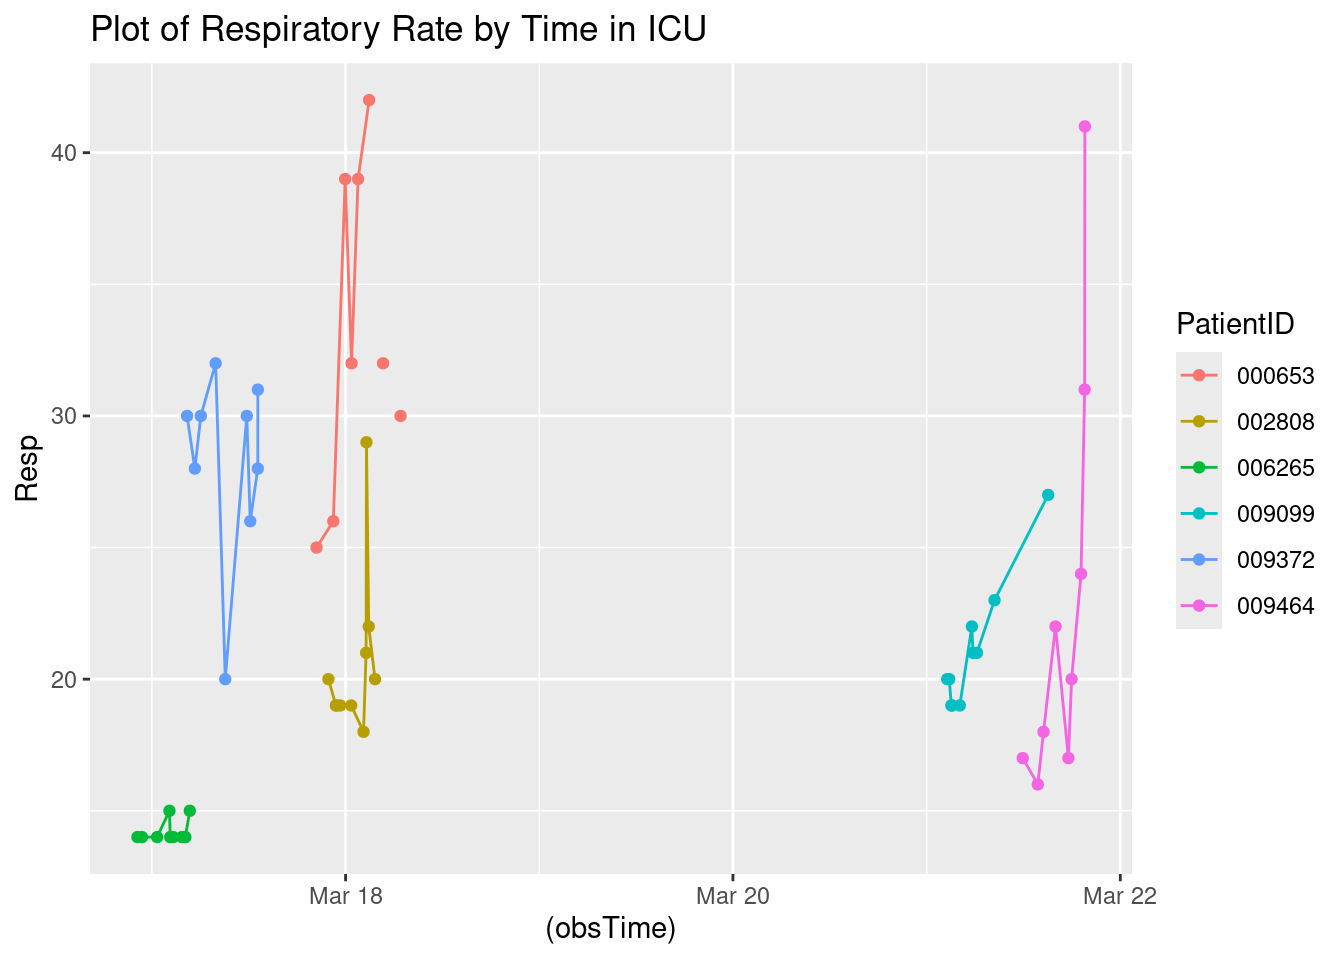 Plot of Respiratory Rate by Time in ICU
40
30
20
Resp
Mar 18
Mar 20
Mar 22
(obsTime)
PatientID
000653
002808
006265
009099
009372
009464